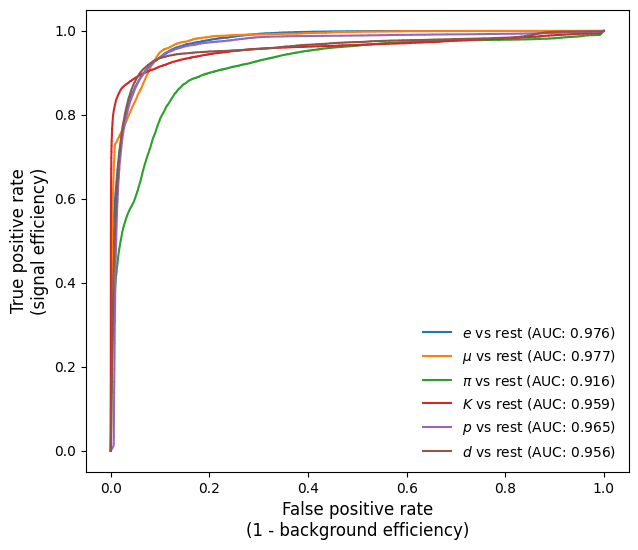 1.0
0.8
0.6
0.4
0.2
0.0
True positive rate
(signal efficiency)
e vs rest (AUC: 0.976)
μ vs rest (AUC: 0.977)
π vs rest (AUC: 0.916)
K vs rest (AUC: 0.959)
p vs rest (AUC: 0.965)
d vs rest (AUC: 0.956)
0.0 0.2 0.4 0.6 0.8 1.0
False positive rate
(1 - background efficiency)